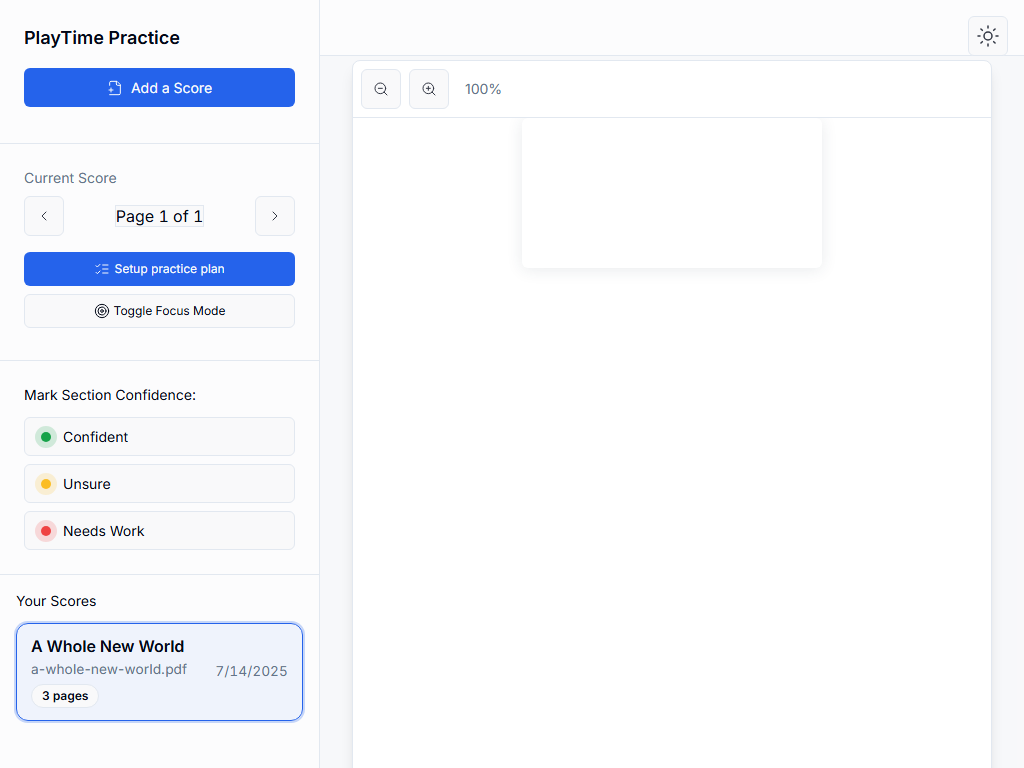 PlayTime Practice
Add a Score
Current Score
Page 1 of 1
Setup practice plan
Toggle Focus Mode
Mark Section Confidence:
Confident
Unsure
Needs Work
Your Scores
A Whole New World
a-whole-new-world.pdf
7/14/2025
3 pages
100%